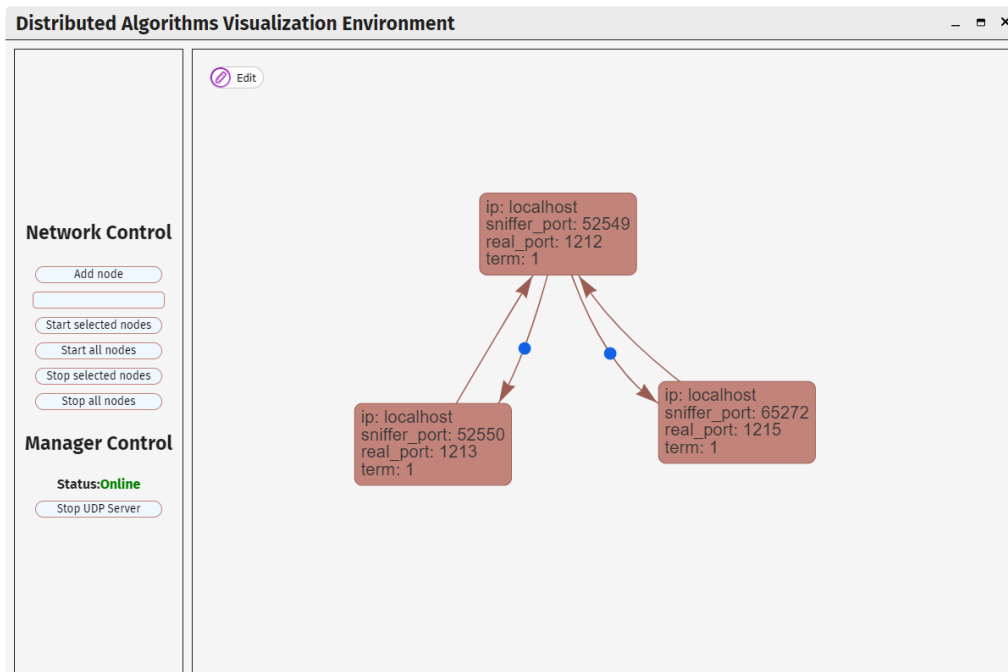 Distributed Algorithms Visualization Environment
Edit
Network Control
Add node
Start selected nodes
Start all nodes
Stop selected nodes
Stop all nodes
Manager Control
Status:Online
Stop UDP Server
ip: localhost
sniffer_port: 52549
real_port: 1212
term: 1
ip: localhost
sniffer_port: 52550
real_port: 1213
term: 1
ip: localhost
sniffer_port: 65272
real_port: 1215
term: 1